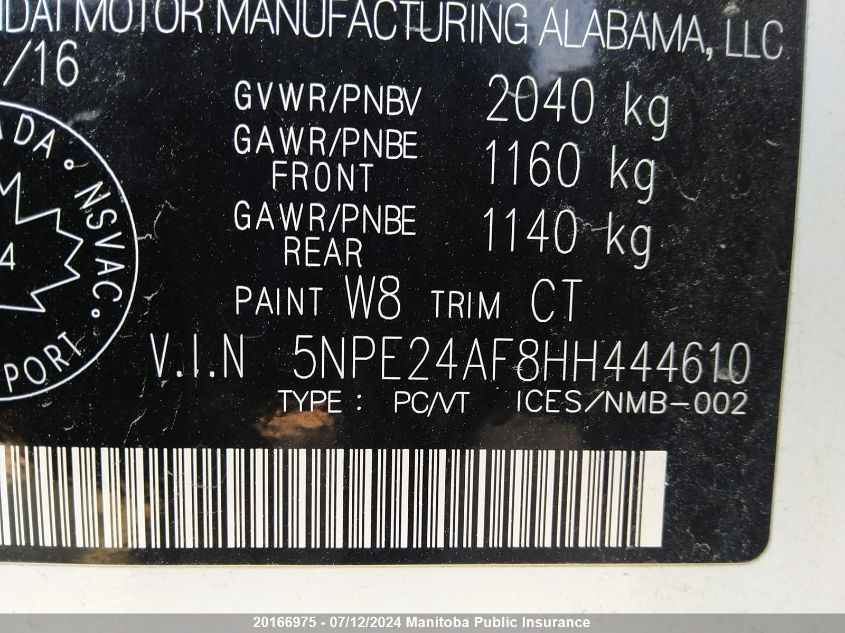 MOTOR MANUFACTURING ALABAMA, LLC
/16
GVWR/PNBV 2040 kg
GAWR/PNBE FRONT 1160 kg
GAWR/PNBE REAR 1140 kg
PAINT W8 TRIM CT
V.I.N 5NPE24AF8HH444610
TYPE : PC/VT ICES/NMB-002
NSVAC.
20166975 - 07/12/2024 Manitoba Public Insurance